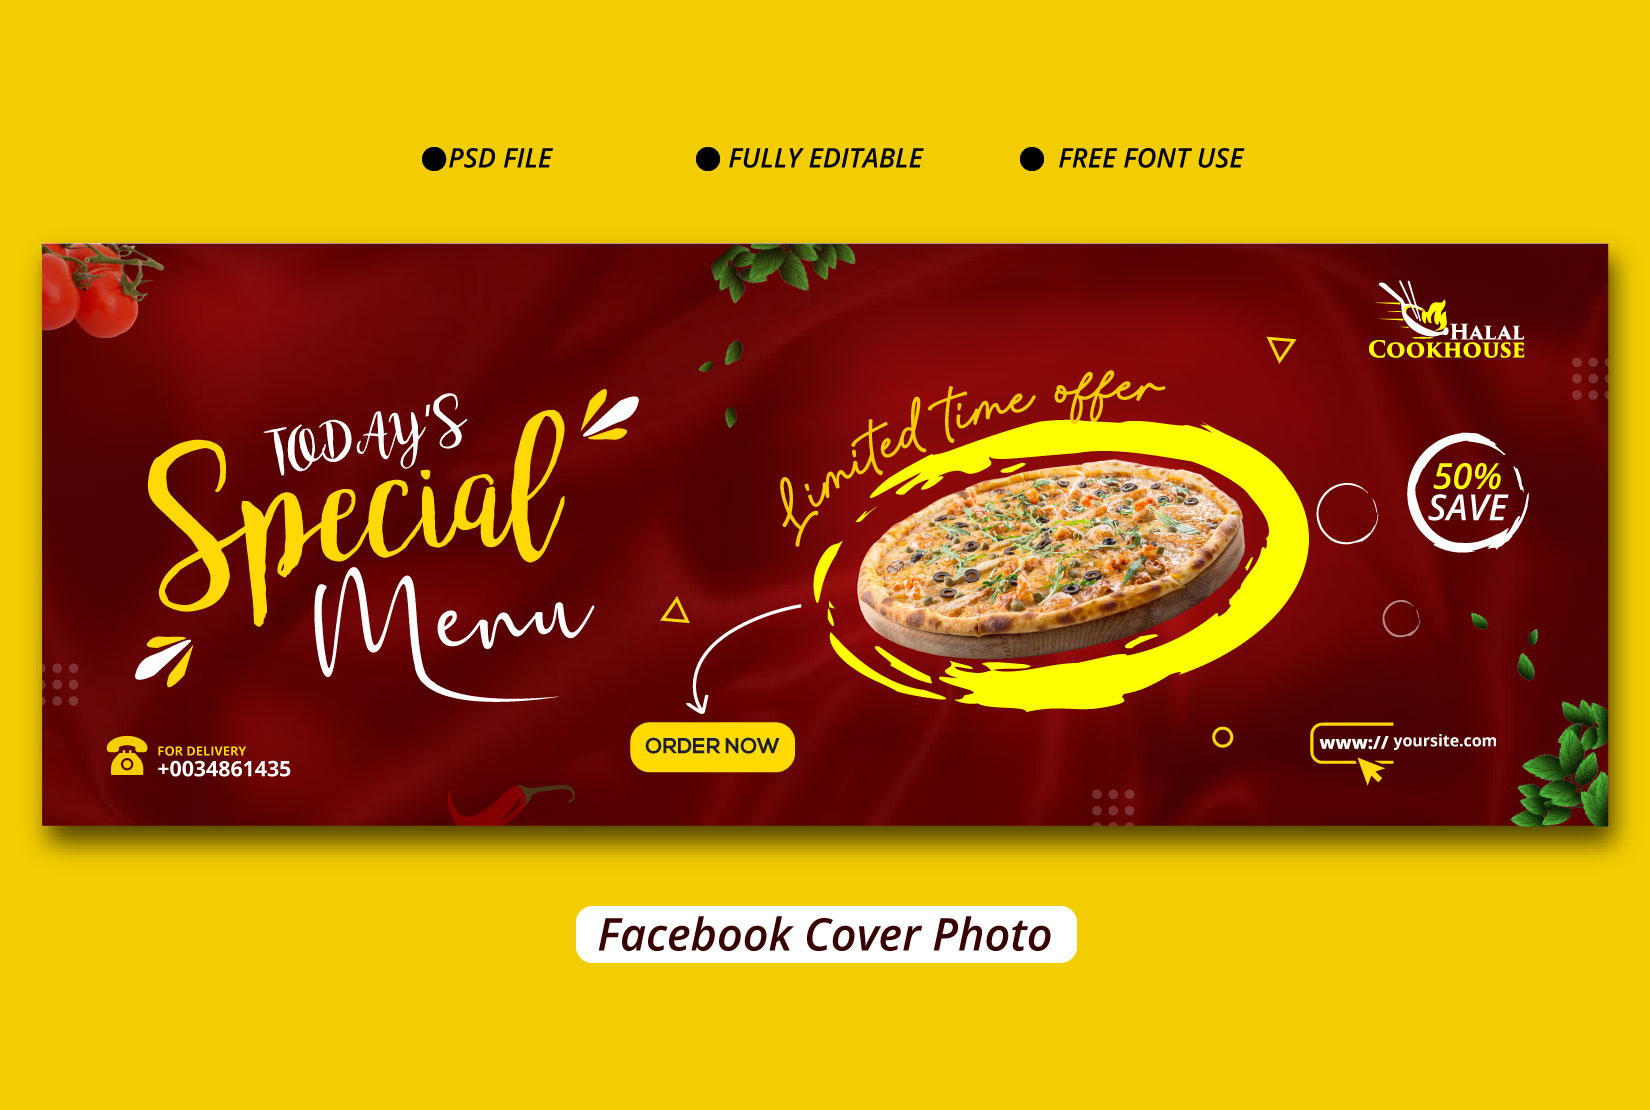 PSD FILE
FULLY EDITABLE
FREE FONT USE
HALAL
COOKHOUSE
TODAY'S
Special
Menu
Limited time offer
50%
SAVE
ORDER NOW
FOR DELIVERY
+0034861435
www:// yoursite.com
Facebook Cover Photo